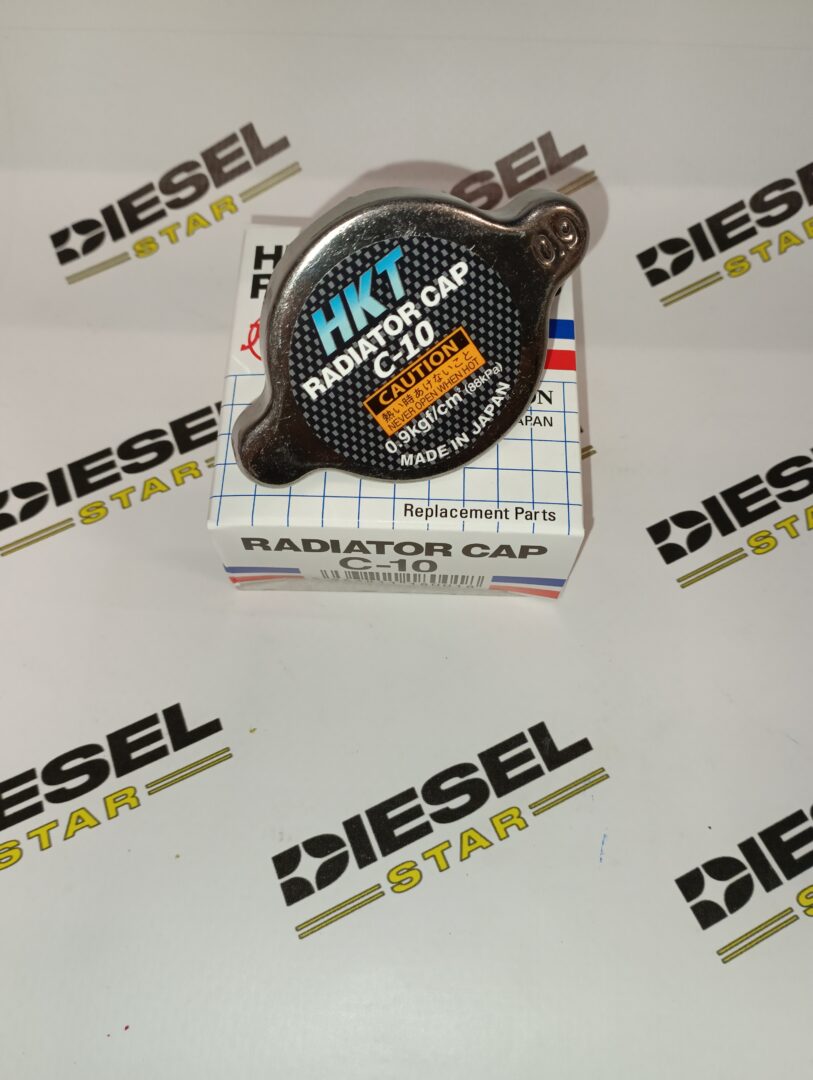 DIESEL
STAR
DIESEL
STAR
DIESEL
STAR
0.9
HKT
RADIATOR CAP
C-10
CAUTION
熱い時あけないこと
NEVER OPEN WHEN HOT
0.9kgf/cm² (88kPa)
MADE IN JAPAN
Replacement Parts
RADIATOR CAP
C-10
DIESEL
STAR
DIESEL
STAR
DIESEL
STAR
DIESEL
STAR
DIESEL
STAR